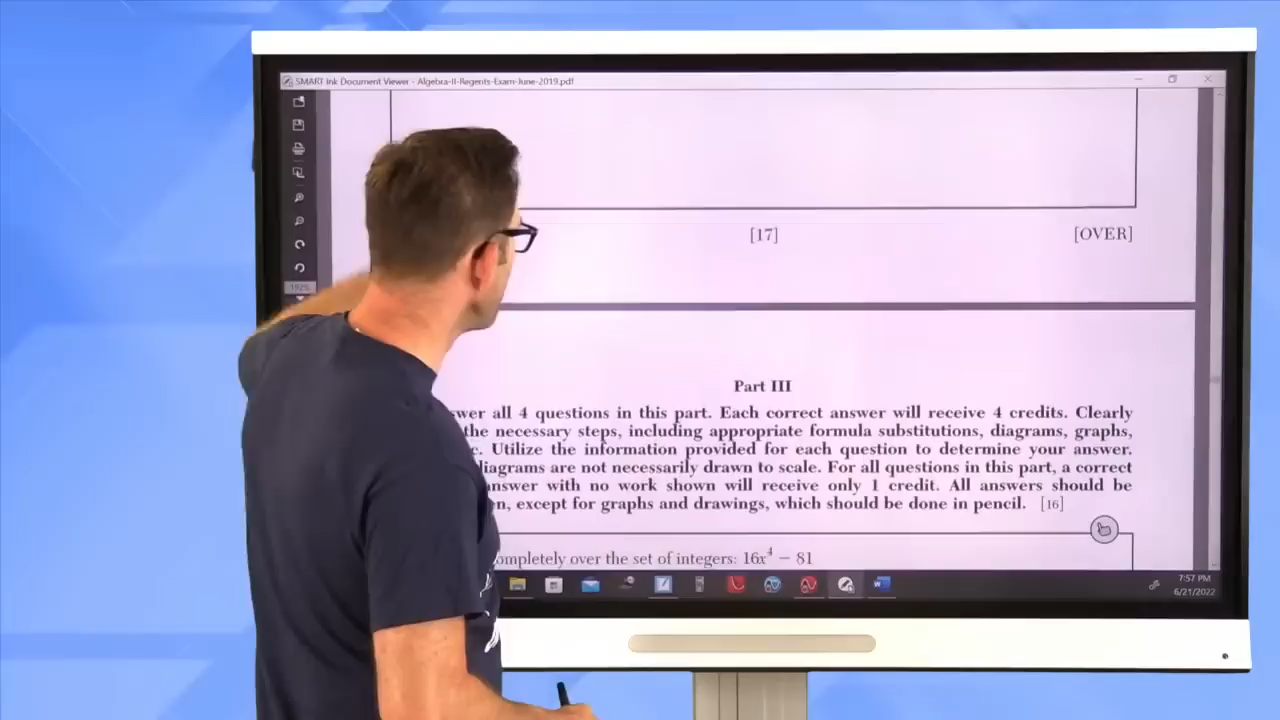 SMART Ink Document Viewer - Algebra-II-Regents-Exam-June-2019.pdf
[17]
[OVER]
Part III
all 4 questions in this part. Each correct answer will receive 4 credits. Clearly
the necessary steps, including appropriate formula substitutions, diagrams, graphs,
Utilize the information provided for each question to determine your answer.
diagrams are not necessarily drawn to scale. For all questions in this part, a correct
answer with no work shown will receive only 1 credit. All answers should be
except for graphs and drawings, which should be done in pencil. [16]
over the set of integers: 16x⁴ − 81
7:57 PM
6/21/2022